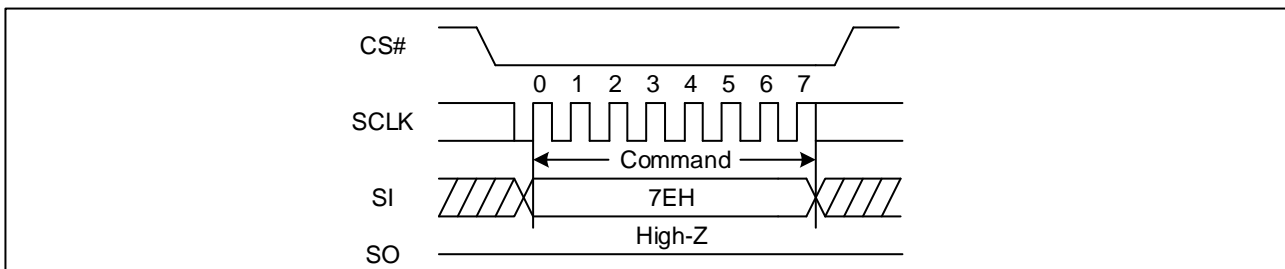 CS#
0 1 2 3 4 5 6 7
SCLK
Command
SI 7EH
High-Z
SO